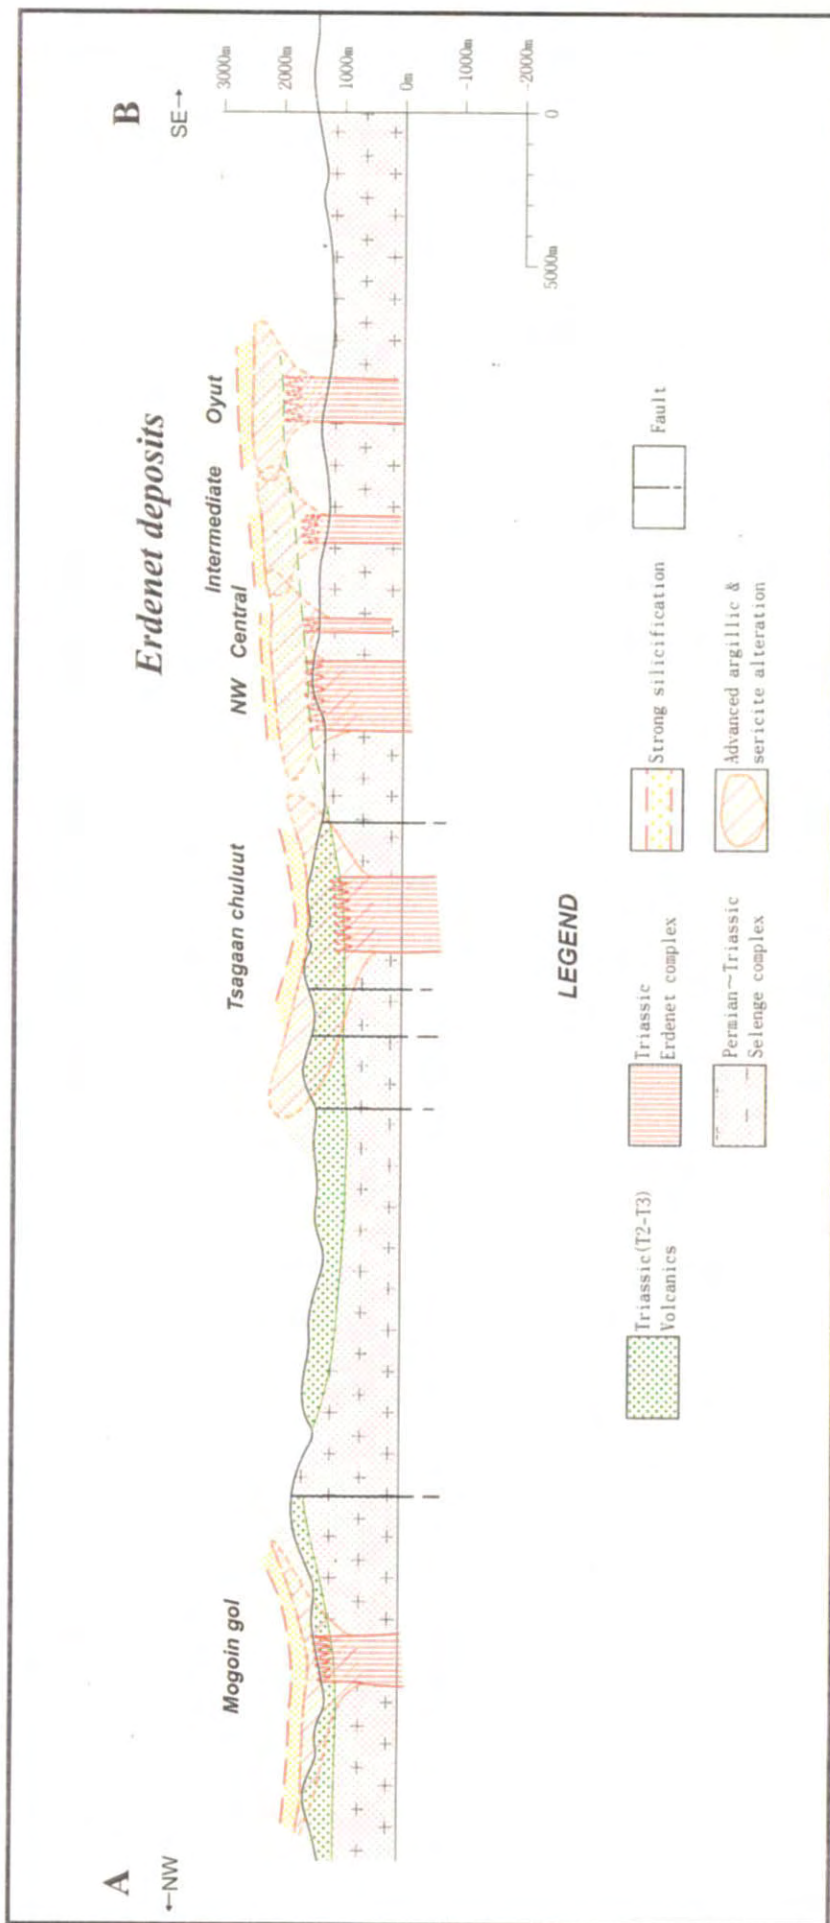 A
←NW
Erdenet deposits
B
SE→
Mogoin gol
Tsagaan chuluut
NW
Central
Intermediate
Oyut
3000m
2000m
1000m
0m
-1000m
-2000m
5000m
0
LEGEND
Triassic(T2-T3)
Volcanics
Triassic
Erdenet complex
Strong silicification
Fault
Permian~Triassic
Selenge complex
Advanced argillic &
sericite alteration